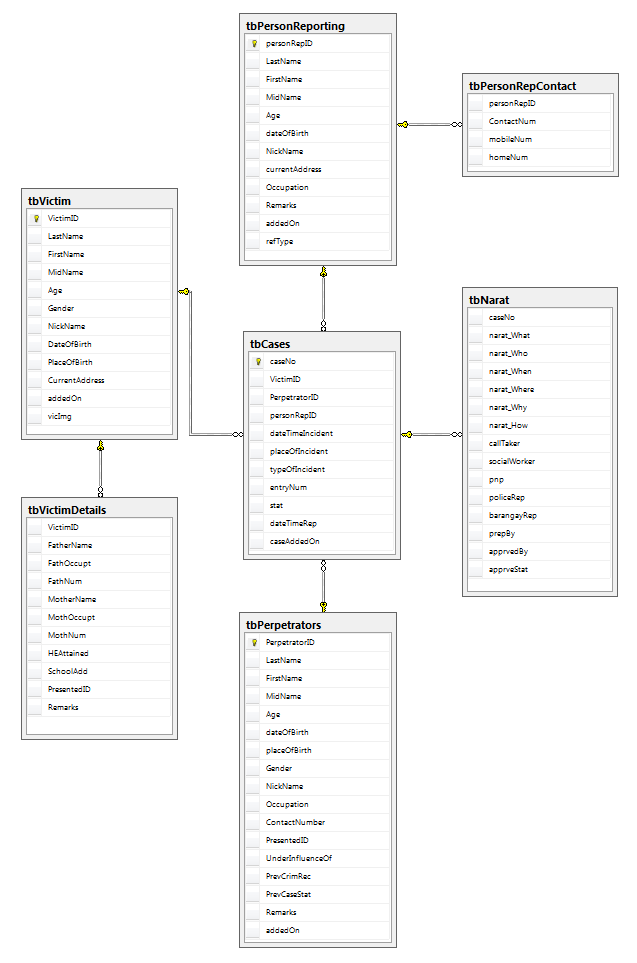 tbPersonReporting
personRepID
LastName
FirstName
MidName
Age
dateOfBirth
NickName
currentAddress
Occupation
Remarks
addedOn
refType
tbPersonRepContact
personRepID
ContactNum
mobileNum
homeNum
tbVictim
VictimID
LastName
FirstName
MidName
Age
Gender
NickName
DateOfBirth
PlaceOfBirth
CurrentAddress
addedOn
vicImg
tbCases
caseNo
VictimID
PerpetratorID
personRepID
dateTimeIncident
placeOfIncident
typeOfIncident
entryNum
stat
dateTimeRep
caseAddedOn
tbNarat
caseNo
narat_What
narat_Who
narat_When
narat_Where
narat_Why
narat_How
callTaker
socialWorker
pnp
policeRep
barangayRep
prepBy
apprvedBy
apprveStat
tbVictimDetails
VictimID
FatherName
FathOccupt
FathNum
MotherName
MothOccupt
MothNum
HEAttained
SchoolAdd
PresentedID
Remarks
tbPerpetrators
PerpetratorID
LastName
FirstName
MidName
Age
dateOfBirth
placeOfBirth
Gender
NickName
Occupation
ContactNumber
PresentedID
UnderInfluenceOf
PrevCrimRec
PrevCaseStat
Remarks
addedOn